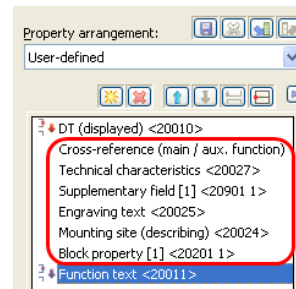 Property arrangement:
User-defined
DT (displayed) <20010>
Cross-reference (main / aux. function)
Technical characteristics <20027>
Supplementary field [1] <20901 1>
Engraving text <20025>
Mounting site (describing) <20024>
Block property [1] <20201 1>
Function text <20011>